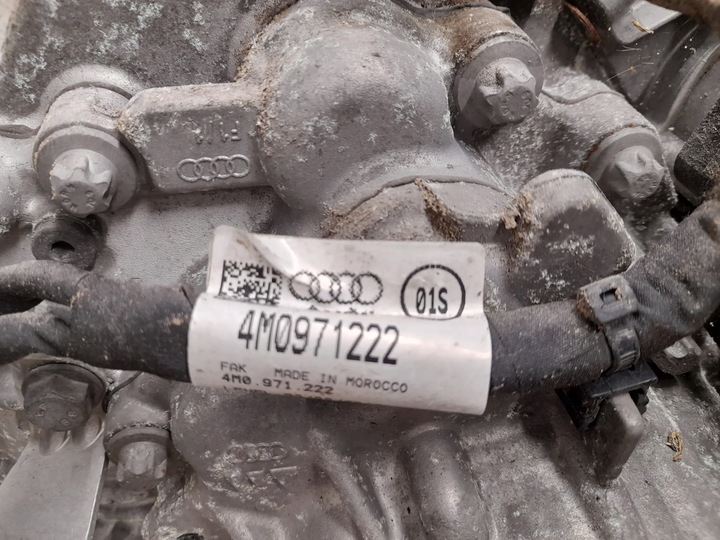 01S
4M0971222
FAK MADE IN MOROCCO
4M0.971.222